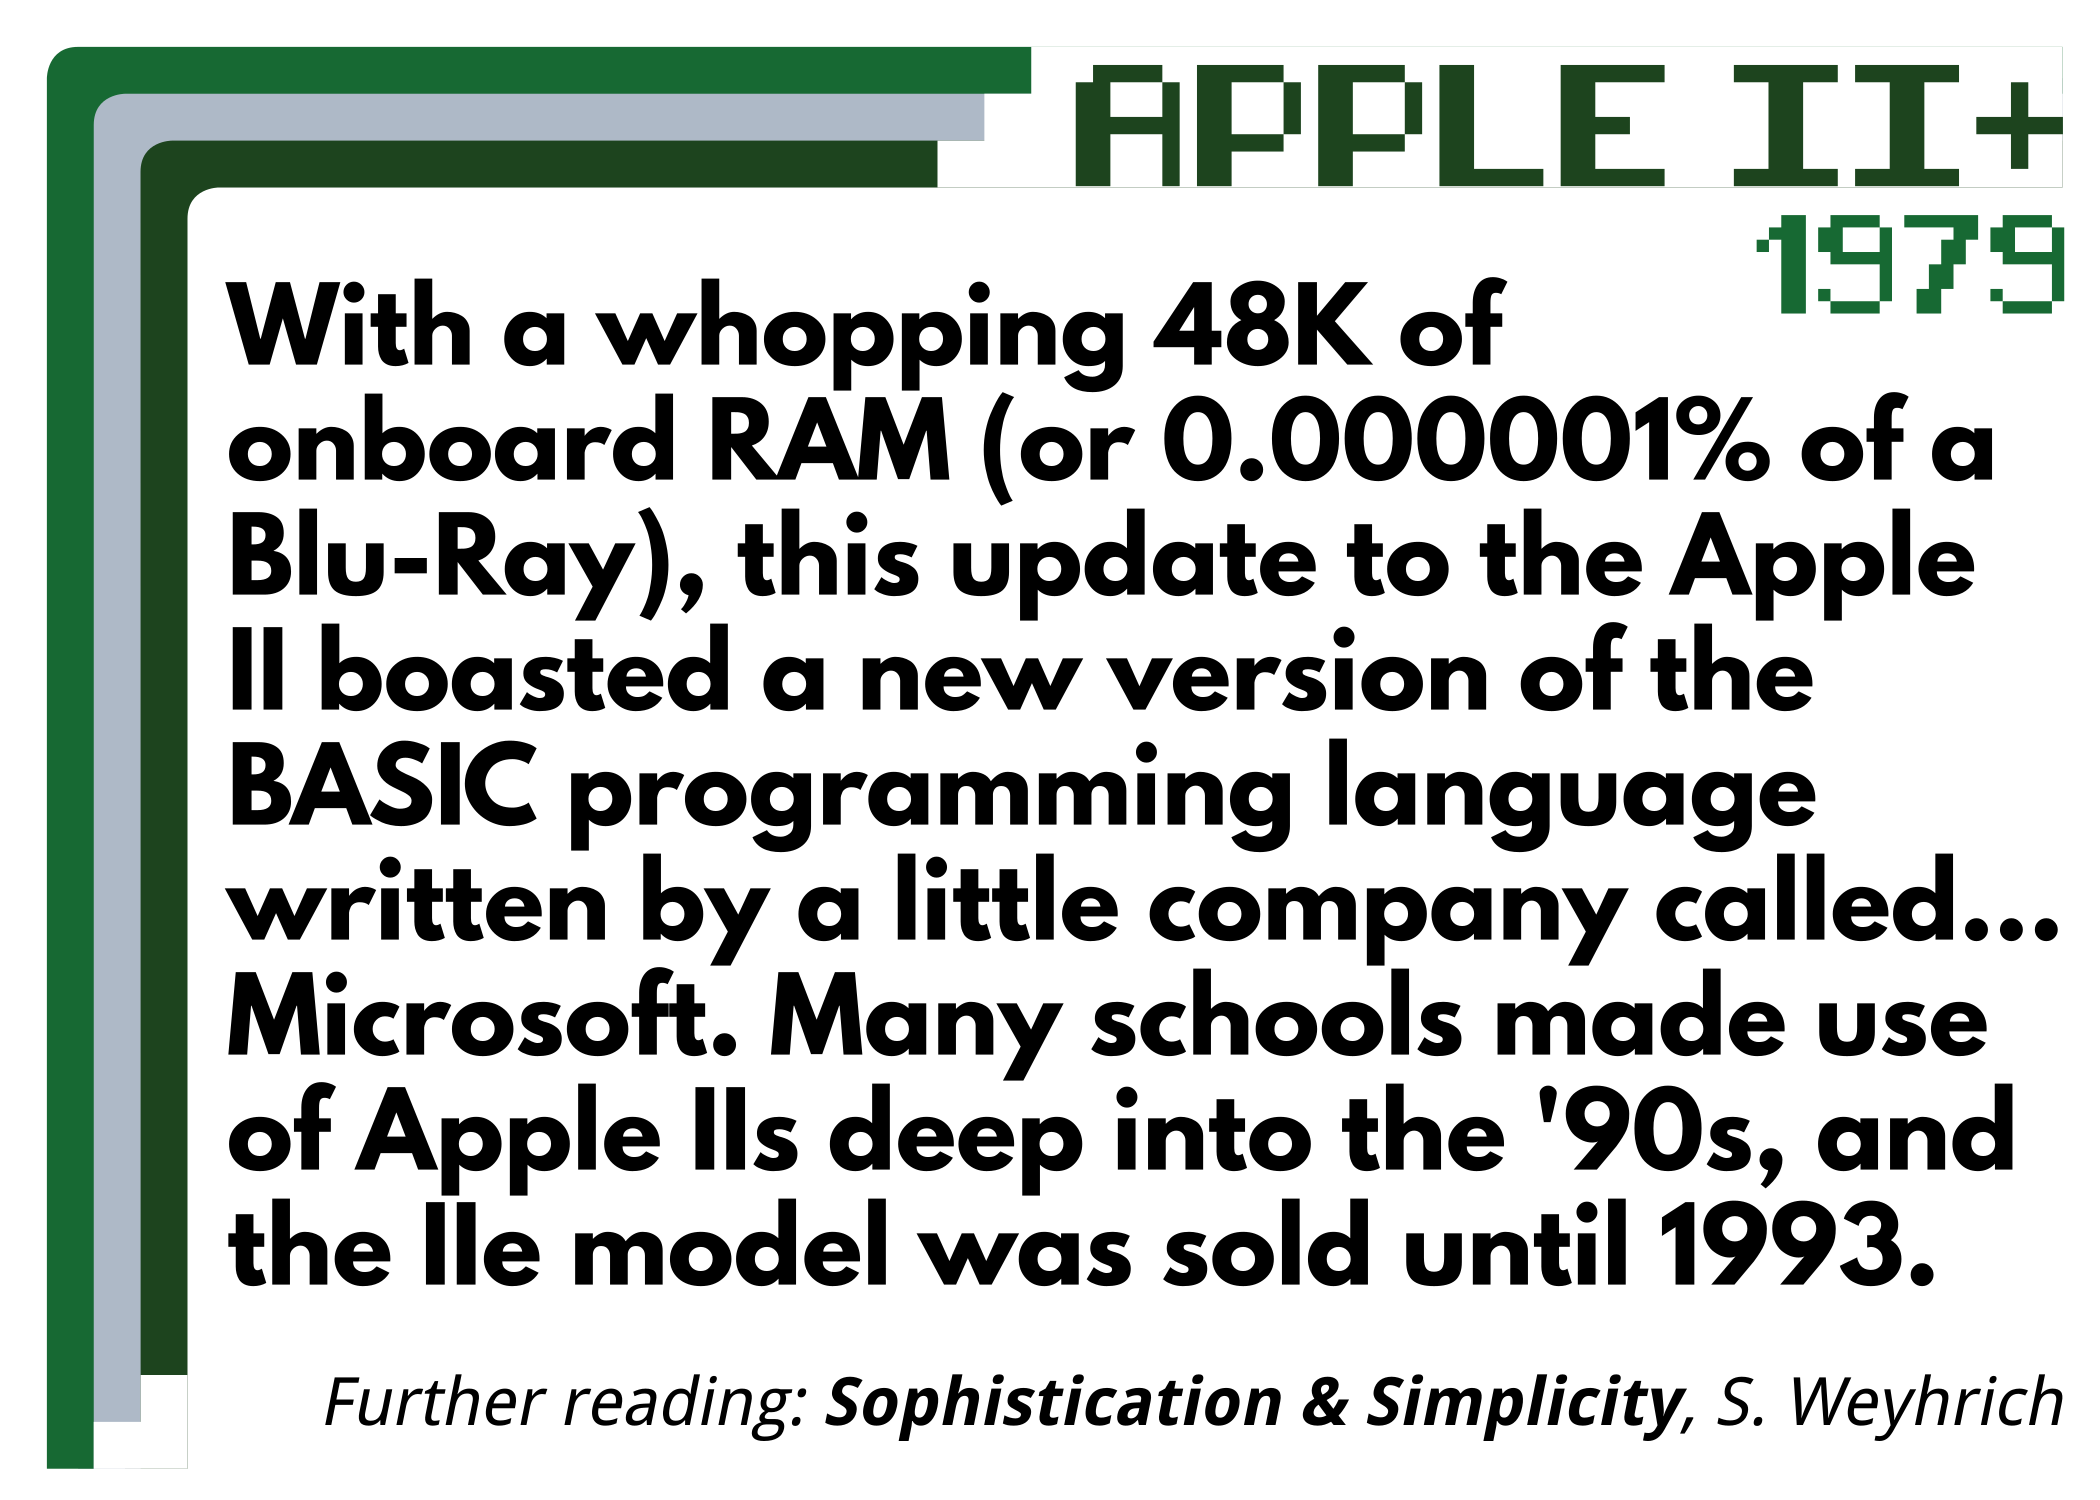 APPLE II+
1979
With a whopping 48K of
onboard RAM (or 0.000001% of a
Blu-Ray), this update to the Apple
II boasted a new version of the
BASIC programming language
written by a little company called...
Microsoft. Many schools made use
of Apple IIs deep into the '90s, and
the IIe model was sold until 1993.
Further reading: Sophistication & Simplicity, S. Weyhrich